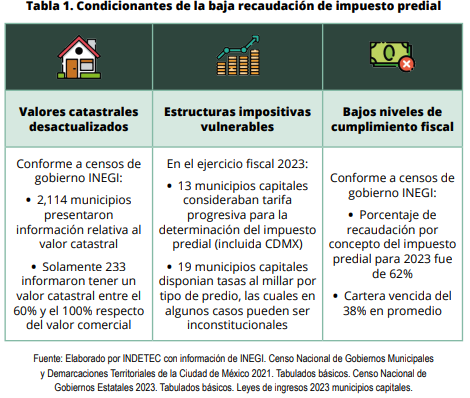 Tabla 1. Condicionantes de la baja recaudación de impuesto predial
Valores catastrales
desactualizados
Conforme a censos de
gobierno INEGI:
• 2,114 municipios
presentaron
información relativa al
valor catastral
• Solamente 233
informaron tener un
valor catastral entre el
60% y el 100% respecto
del valor comercial
Estructuras impositivas
vulnerables
En el ejercicio fiscal 2023:
• 13 municipios capitales
consideraban tarifa
progresiva para la
determinación del impuesto
predial (incluida CDMX)
• 19 municipios capitales
disponian tasas al millar por
tipo de predio, las cuales en
algunos casos pueden ser
inconstitucionales
Bajos niveles de
cumplimiento fiscal
Conforme a censos de
gobierno INEGI:
• Porcentaje de
recaudación por
concepto del impuesto
predial para 2023 fue
de 62%
• Cartera vencida del
38% en promedio
Fuente: Elaborado por INDETEC con información de INEGI. Censo Nacional de Gobiernos Municipales
y Demarcaciones Territoriales de la Ciudad de México 2021. Tabulados básicos. Censo Nacional de
Gobiernos Estatales 2023. Tabulados básicos. Leyes de ingresos 2023 municipios capitales.